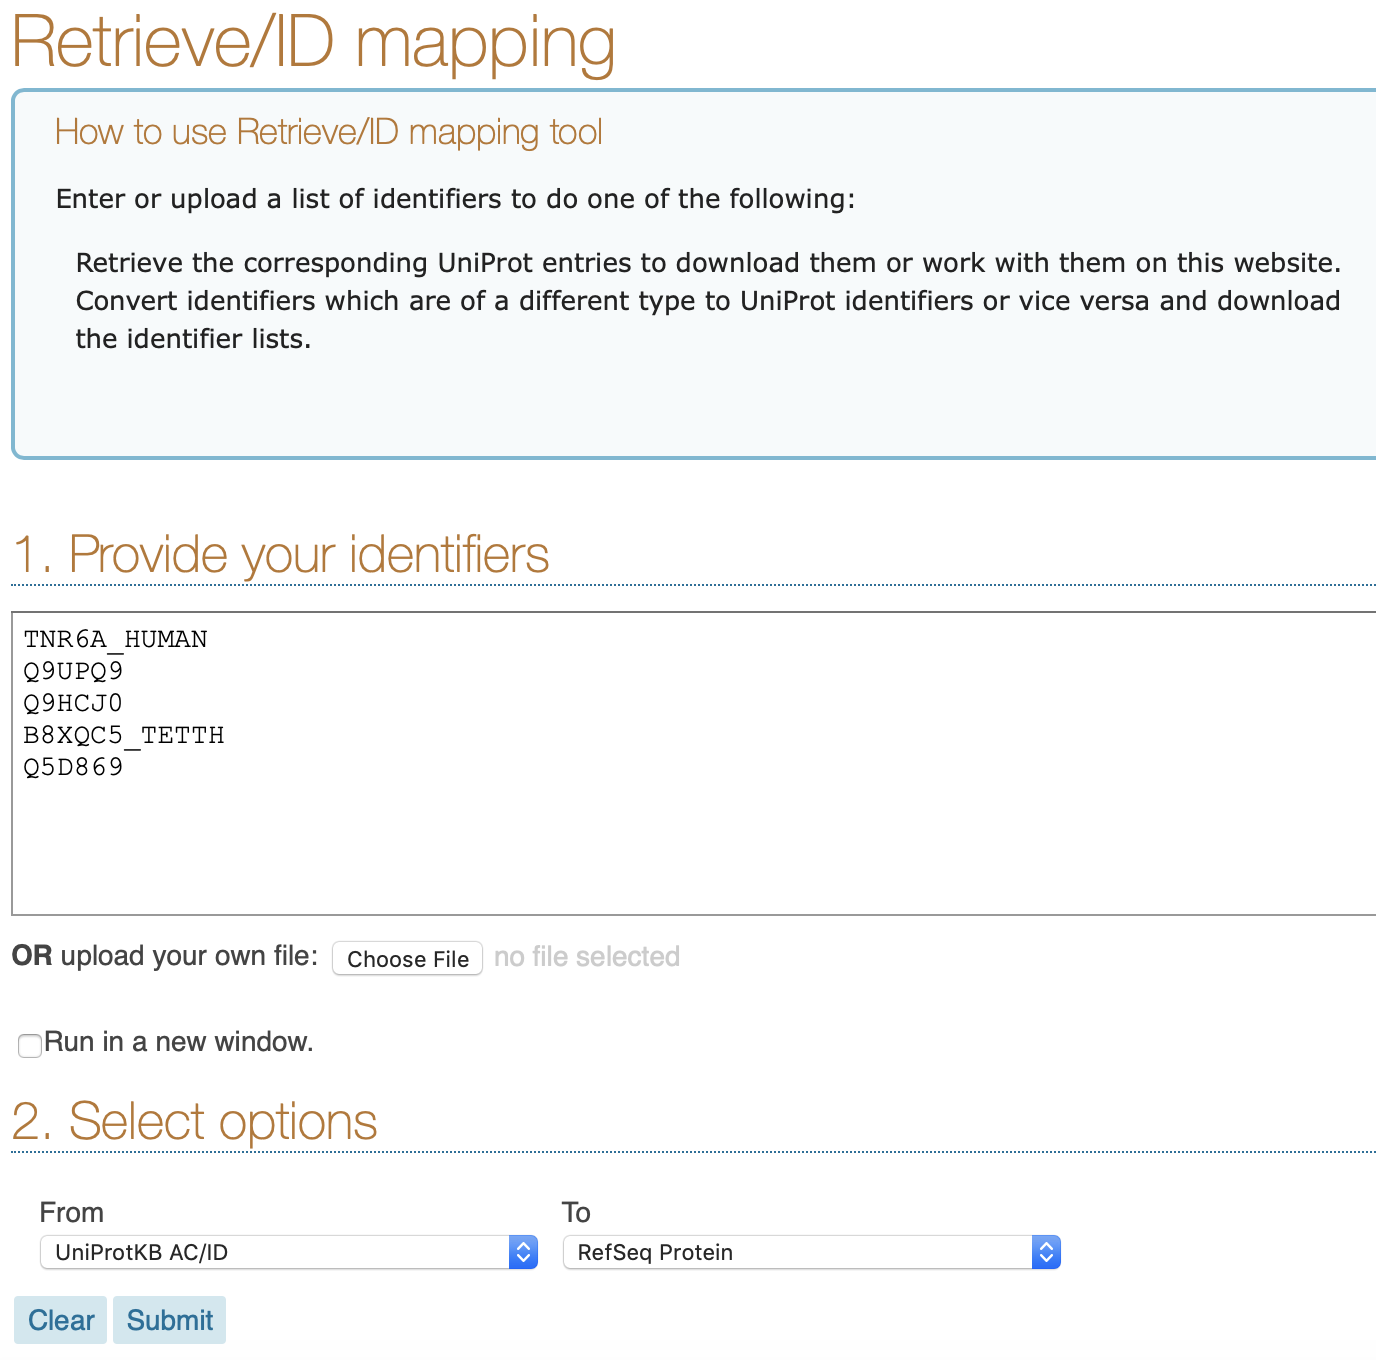 Retrieve/ID mapping
How to use Retrieve/ID mapping tool
Enter or upload a list of identifiers to do one of the following:
Retrieve the corresponding UniProt entries to download them or work with them on this website.
Convert identifiers which are of a different type to UniProt identifiers or vice versa and download
the identifier lists.
1. Provide your identifiers
TNR6A_HUMAN
Q9UPQ9
Q9HCJ0
B8XQC5_TETTH
Q5D869
OR upload your own file: Choose File no file selected
Run in a new window.
2. Select options
From To
UniProtKB AC/ID RefSeq Protein
Clear Submit